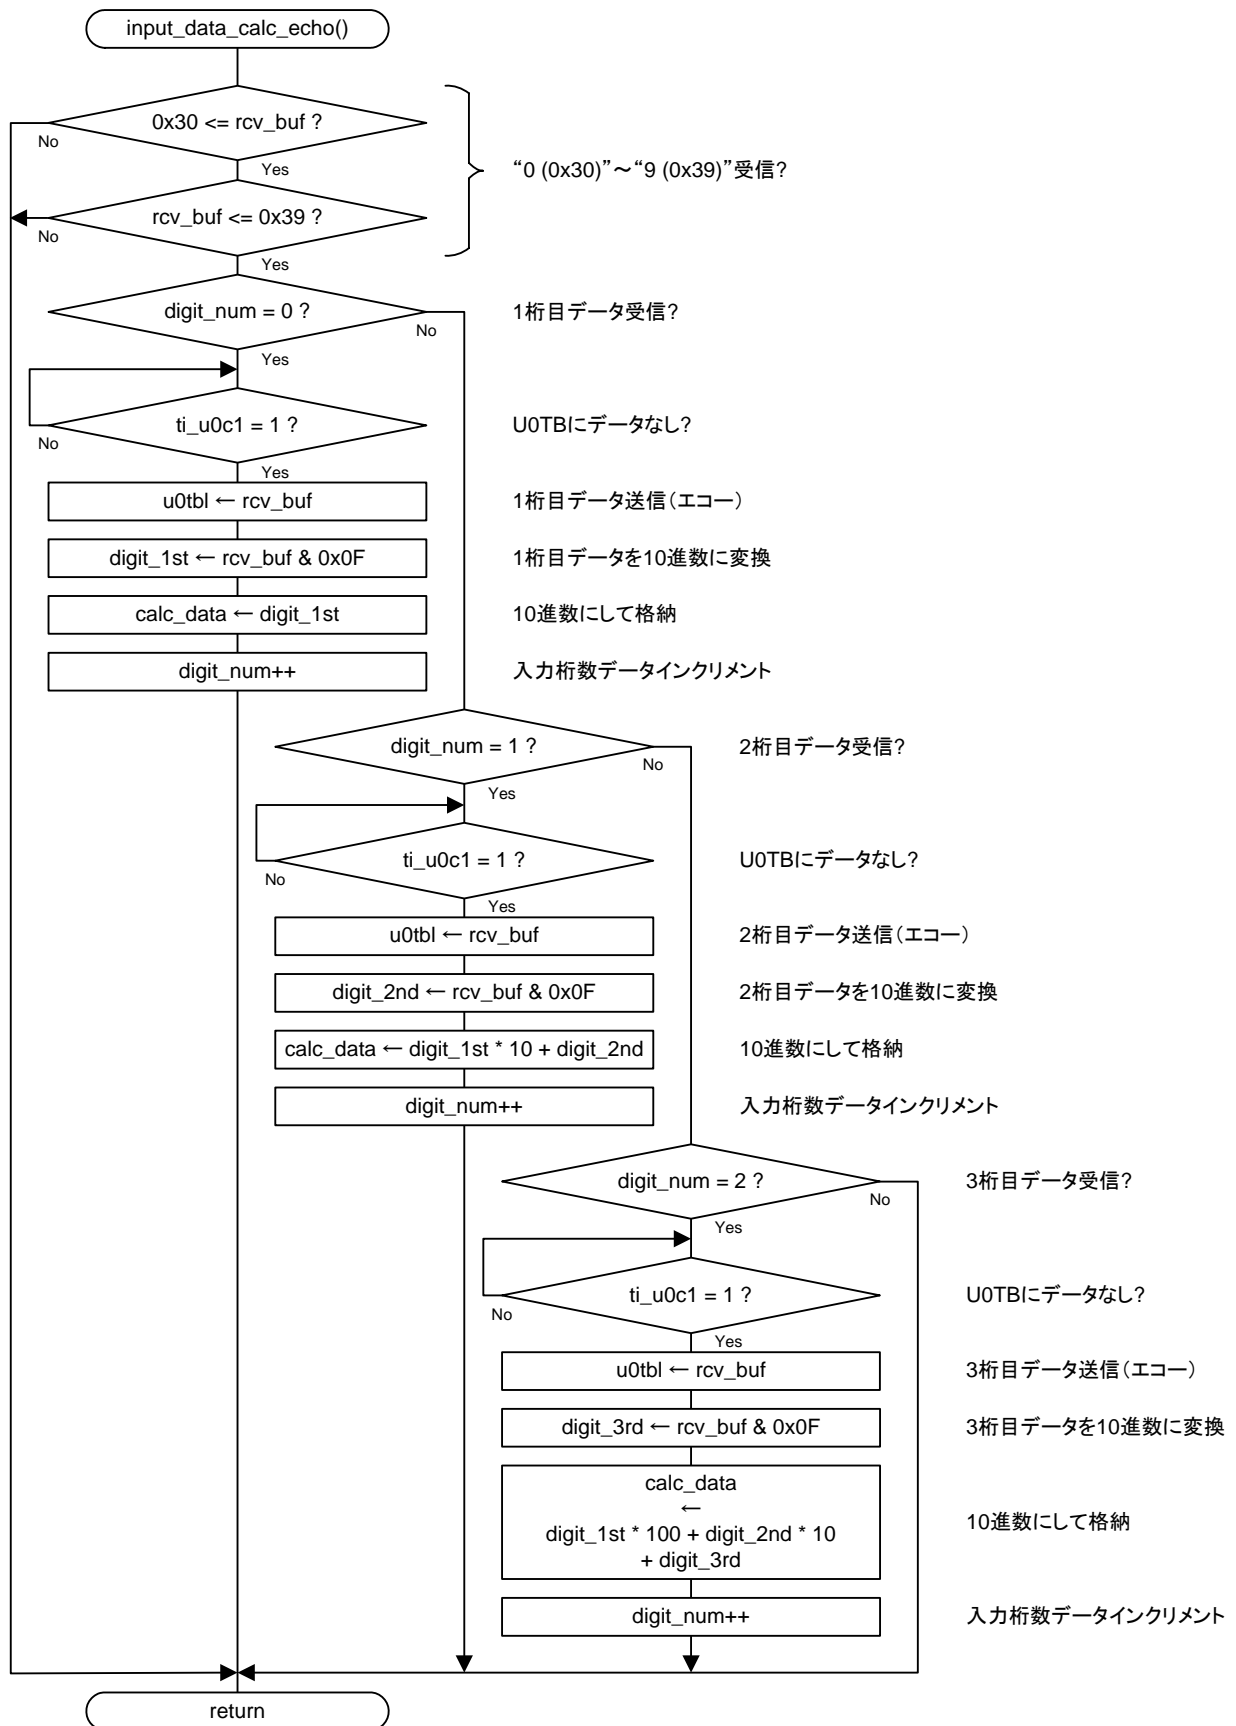 input_data_calc_echo()
0x30 <= rcv_buf ?
No
Yes
“0 (0x30)”～“9 (0x39)”受信?
rcv_buf <= 0x39 ?
No
Yes
digit_num = 0 ?
1桁目データ受信?
No
Yes
ti_u0c1 = 1 ?
U0TBにデータなし?
No
Yes
u0tbl ← rcv_buf
1桁目データ送信（エコー）
digit_1st ← rcv_buf & 0x0F
1桁目データを10進数に変換
calc_data ← digit_1st
10進数にして格納
digit_num++
入力桁数データインクリメント
digit_num = 1 ?
2桁目データ受信?
No
Yes
ti_u0c1 = 1 ?
U0TBにデータなし?
No
Yes
u0tbl ← rcv_buf
2桁目データ送信（エコー）
digit_2nd ← rcv_buf & 0x0F
2桁目データを10進数に変換
calc_data ← digit_1st * 10 + digit_2nd
10進数にして格納
digit_num++
入力桁数データインクリメント
digit_num = 2 ?
3桁目データ受信?
No
Yes
ti_u0c1 = 1 ?
U0TBにデータなし?
No
Yes
u0tbl ← rcv_buf
3桁目データ送信（エコー）
digit_3rd ← rcv_buf & 0x0F
3桁目データを10進数に変換
calc_data
←
digit_1st * 100 + digit_2nd * 10
+ digit_3rd
10進数にして格納
digit_num++
入力桁数データインクリメント
return